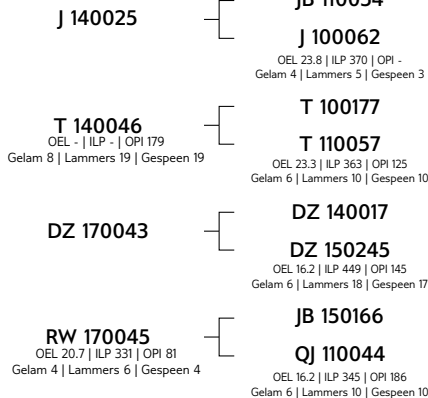 JB 110034
J 140025
J 100062
OEL 23.8 | ILP 370 | OPI -
Gelam 4 | Lammers 5 | Gespeen 3
T 100177
T 140046
OEL - | ILP - | OPI 179
Gelam 8 | Lammers 19 | Gespeen 19
T 110057
OEL 23.3 | ILP 363 | OPI 125
Gelam 6 | Lammers 10 | Gespeen 10
DZ 140017
DZ 170043
DZ 150245
OEL 16.2 | ILP 449 | OPI 145
Gelam 6 | Lammers 18 | Gespeen 17
JB 150166
RW 170045
OEL 20.7 | ILP 331 | OPI 81
Gelam 4 | Lammers 6 | Gespeen 4
QJ 110044
OEL 16.2 | ILP 345 | OPI 186
Gelam 6 | Lammers 10 | Gespeen 10